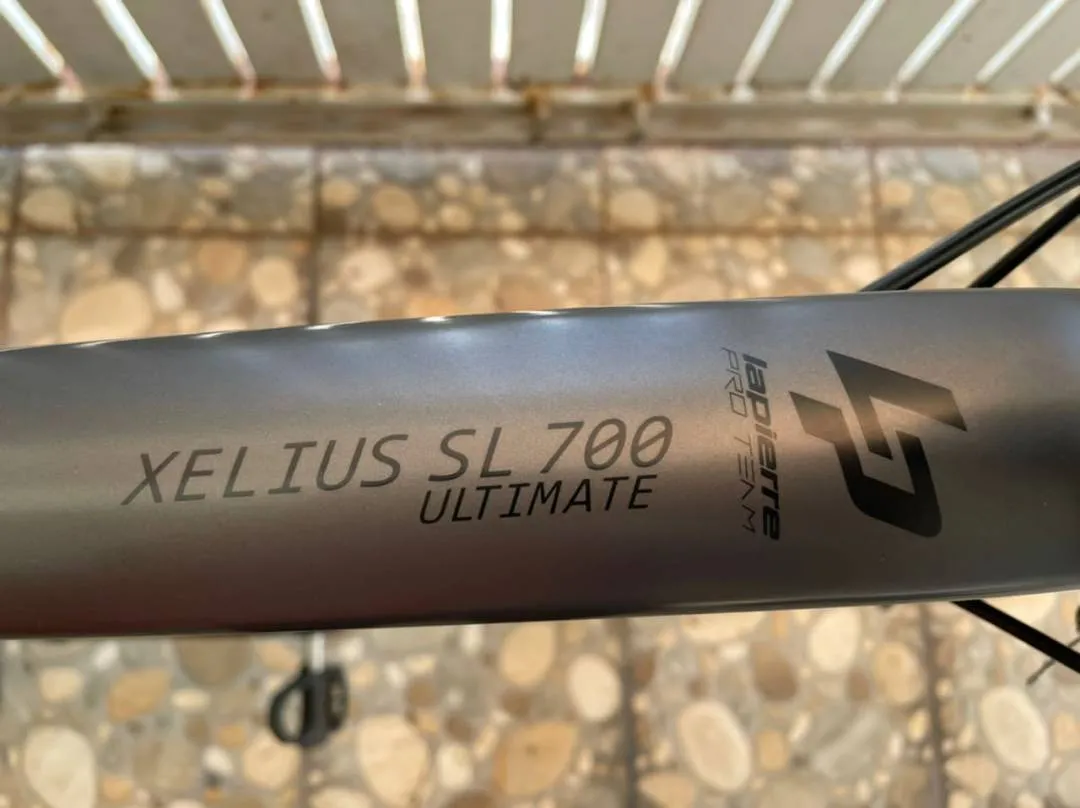 XELIUS SL 700
ULTIMATE
lapierre
PRO TEAM